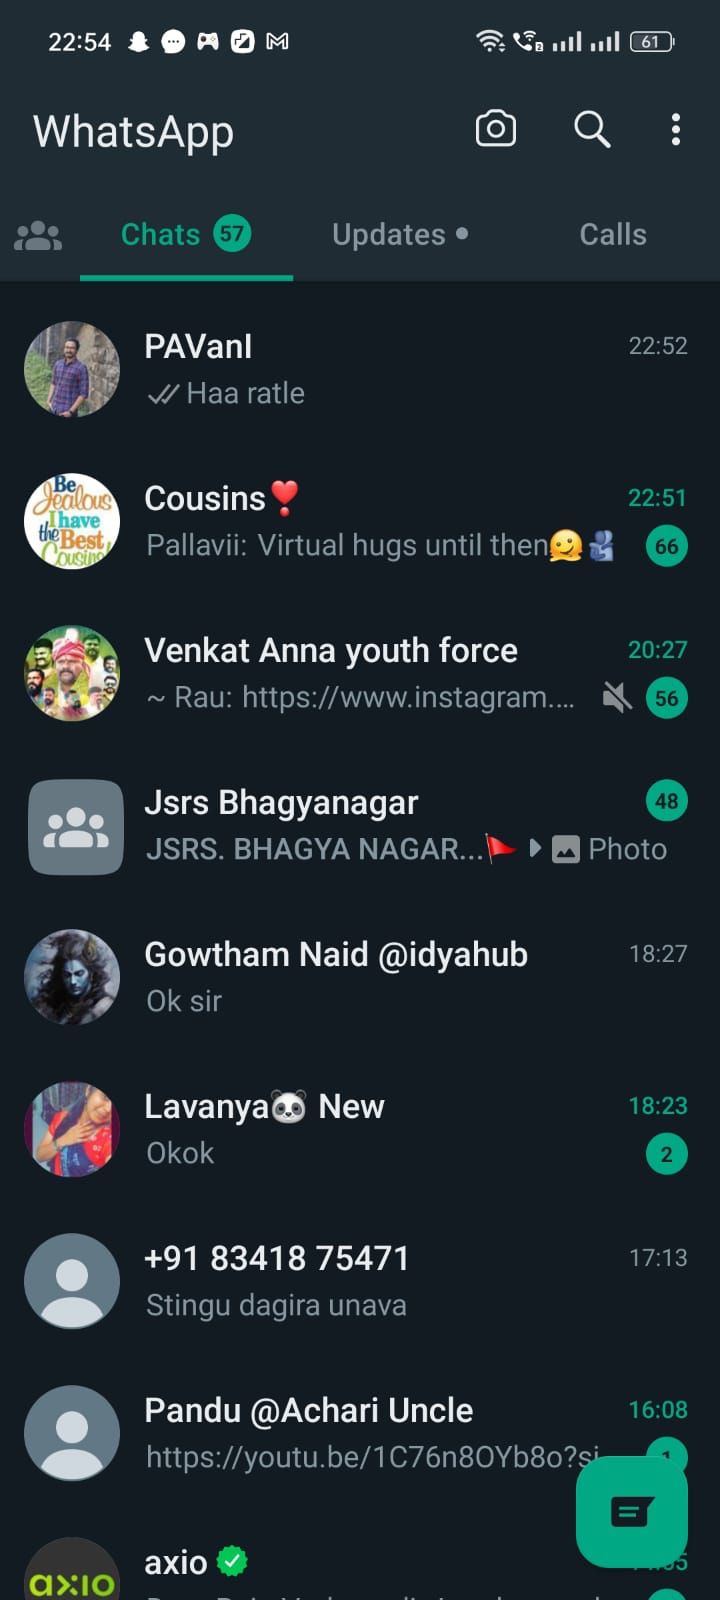 22:54
61
WhatsApp
Chats 57
Updates
Calls
PAVanI 22:52
Haa ratle
Cousins❣️ 22:51
Pallavii: Virtual hugs until then🫠🫂 66
Be Jealous I have the Best Cousins!
Venkat Anna youth force 20:27
~ Rau: https://www.instagram.... 56
Jsrs Bhagyanagar 48
JSRS. BHAGYA NAGAR...🚩 Photo
Gowtham Naid @idyahub 18:27
Ok sir
Lavanya🐼 New 18:23
Okok 2
+91 83418 75471 17:13
Stingu dagira unava
Pandu @Achari Uncle 16:08
https://youtu.be/1C76n8OYb8o?si 1
axio
axio